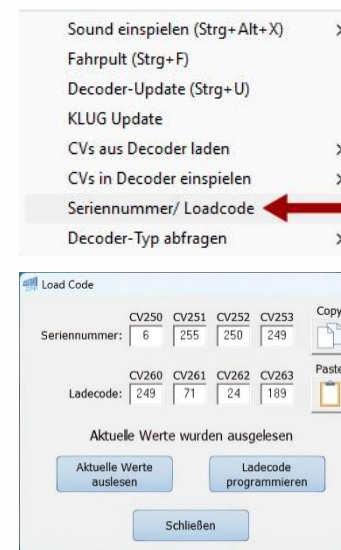 Sound einspielen (Strg+Alt+X)
Fahrpult (Strg+F)
Decoder-Update (Strg+U)
KLUG Update
CVs aus Decoder laden
CVs in Decoder einspielen
Seriennummer/ Loadcode
Decoder-Typ abfragen
Load Code
CV250 CV251 CV252 CV253 Copy
Seriennummer: 6 255 250 249
CV260 CV261 CV262 CV263 Paste
Ladecode: 249 71 24 189
Aktuelle Werte wurden ausgelesen
Aktuelle Werte auslesen
Ladecode programmieren
Schließen